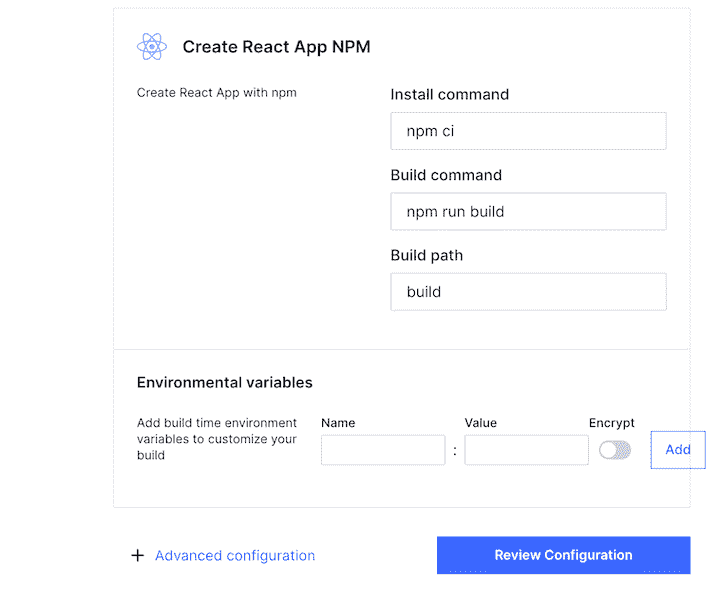 Create React App NPM
Create React App with npm
Install command
npm ci
Build command
npm run build
Build path
build
Environmental variables
Add build time environment
variables to customize your
build
Name
Value
Encrypt
:
Add
+ Advanced configuration
Review Configuration